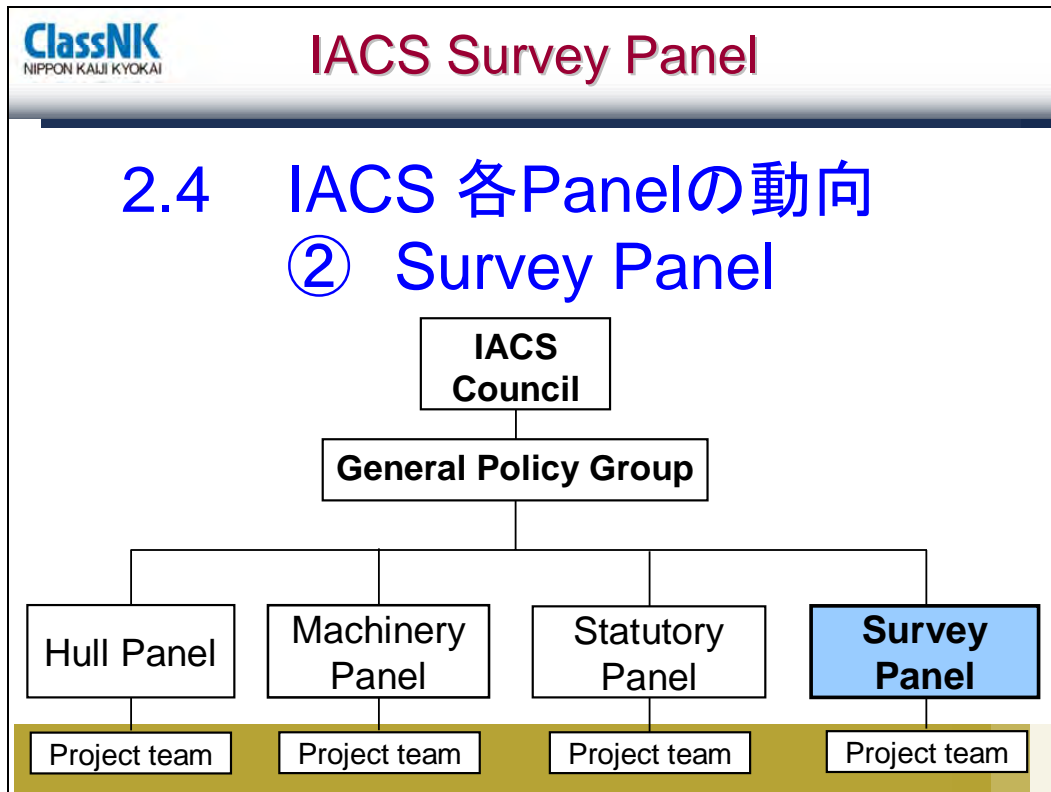 ClassNK
NIPPON KAIJI KYOKAI
IACS Survey Panel
2.4 IACS 各Panelの動向
② Survey Panel
IACS
Council
General Policy Group
Hull Panel
Machinery
Panel
Statutory
Panel
Survey
Panel
Project team
Project team
Project team
Project team